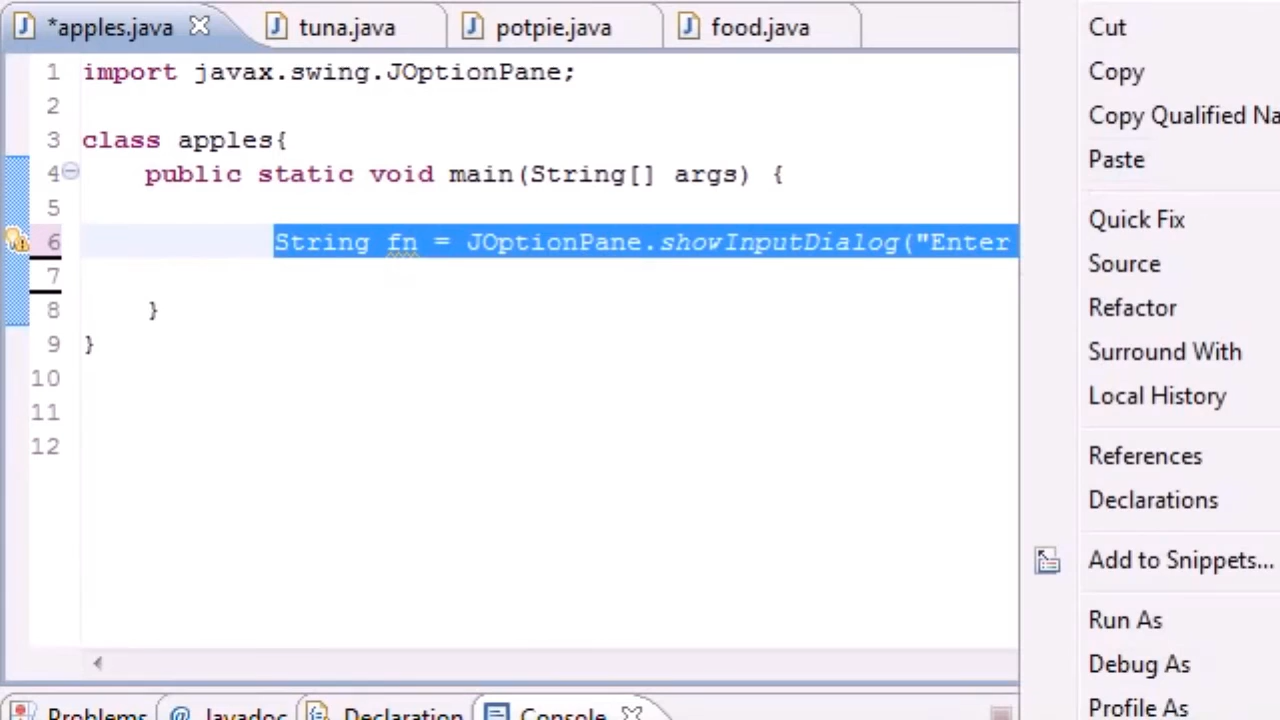 *apples.java tuna.java potpie.java food.java
1 import javax.swing.JOptionPane;
2
3 class apples{
4 public static void main(String[] args) {
5
6 String fn = JOptionPane.showInputDialog("Enter
7
8 }
9 }
10
11
12
Cut
Copy
Copy Qualified Na
Paste
Quick Fix
Source
Refactor
Surround With
Local History
References
Declarations
Add to Snippets...
Run As
Debug As
Profile As
Problems @ Javadoc Declaration Console